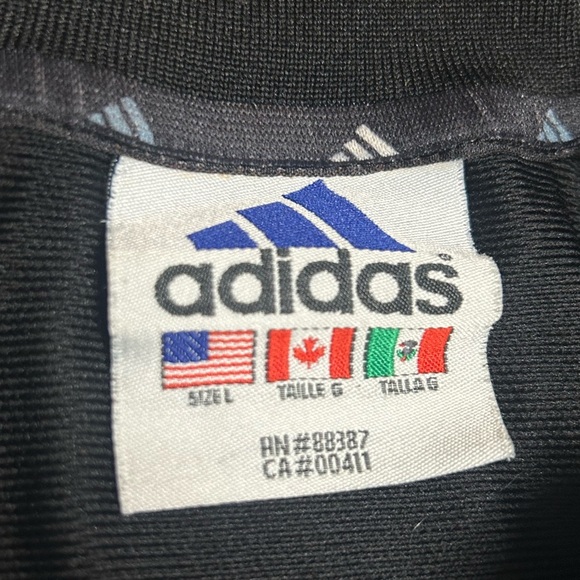 adidas®
SIZE L TAILLE G TALLA G
RN#88387
CA#00411